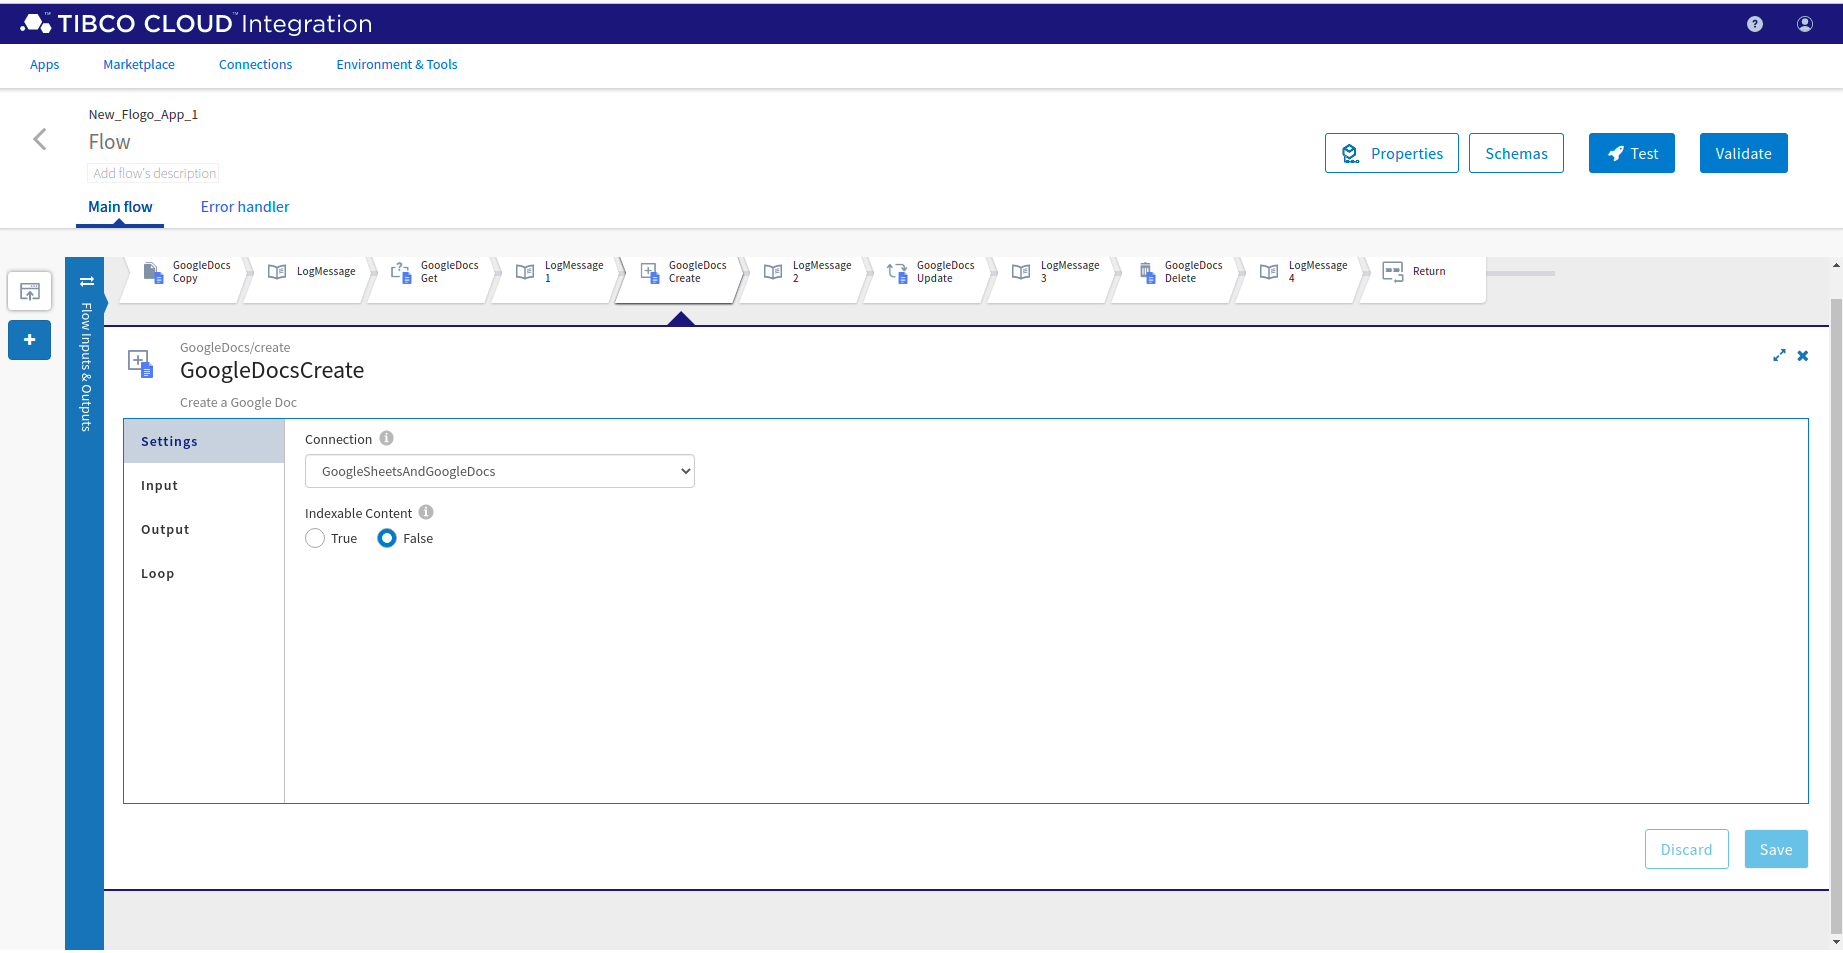 TIBCO CLOUD™ Integration
Apps Marketplace Connections Environment & Tools
New_Flogo_App_1
Flow
Add flow's description
Properties Schemas Test Validate
Main flow Error handler
Flow Inputs & Outputs
GoogleDocs
Copy
LogMessage
GoogleDocs
Get
LogMessage
1
GoogleDocs
Create
LogMessage
2
GoogleDocs
Update
LogMessage
3
GoogleDocs
Delete
LogMessage
4
Return
GoogleDocs/create
GoogleDocsCreate
Create a Google Doc
Settings
Input
Output
Loop
Connection
GoogleSheetsAndGoogleDocs
Indexable Content
True False
Discard Save